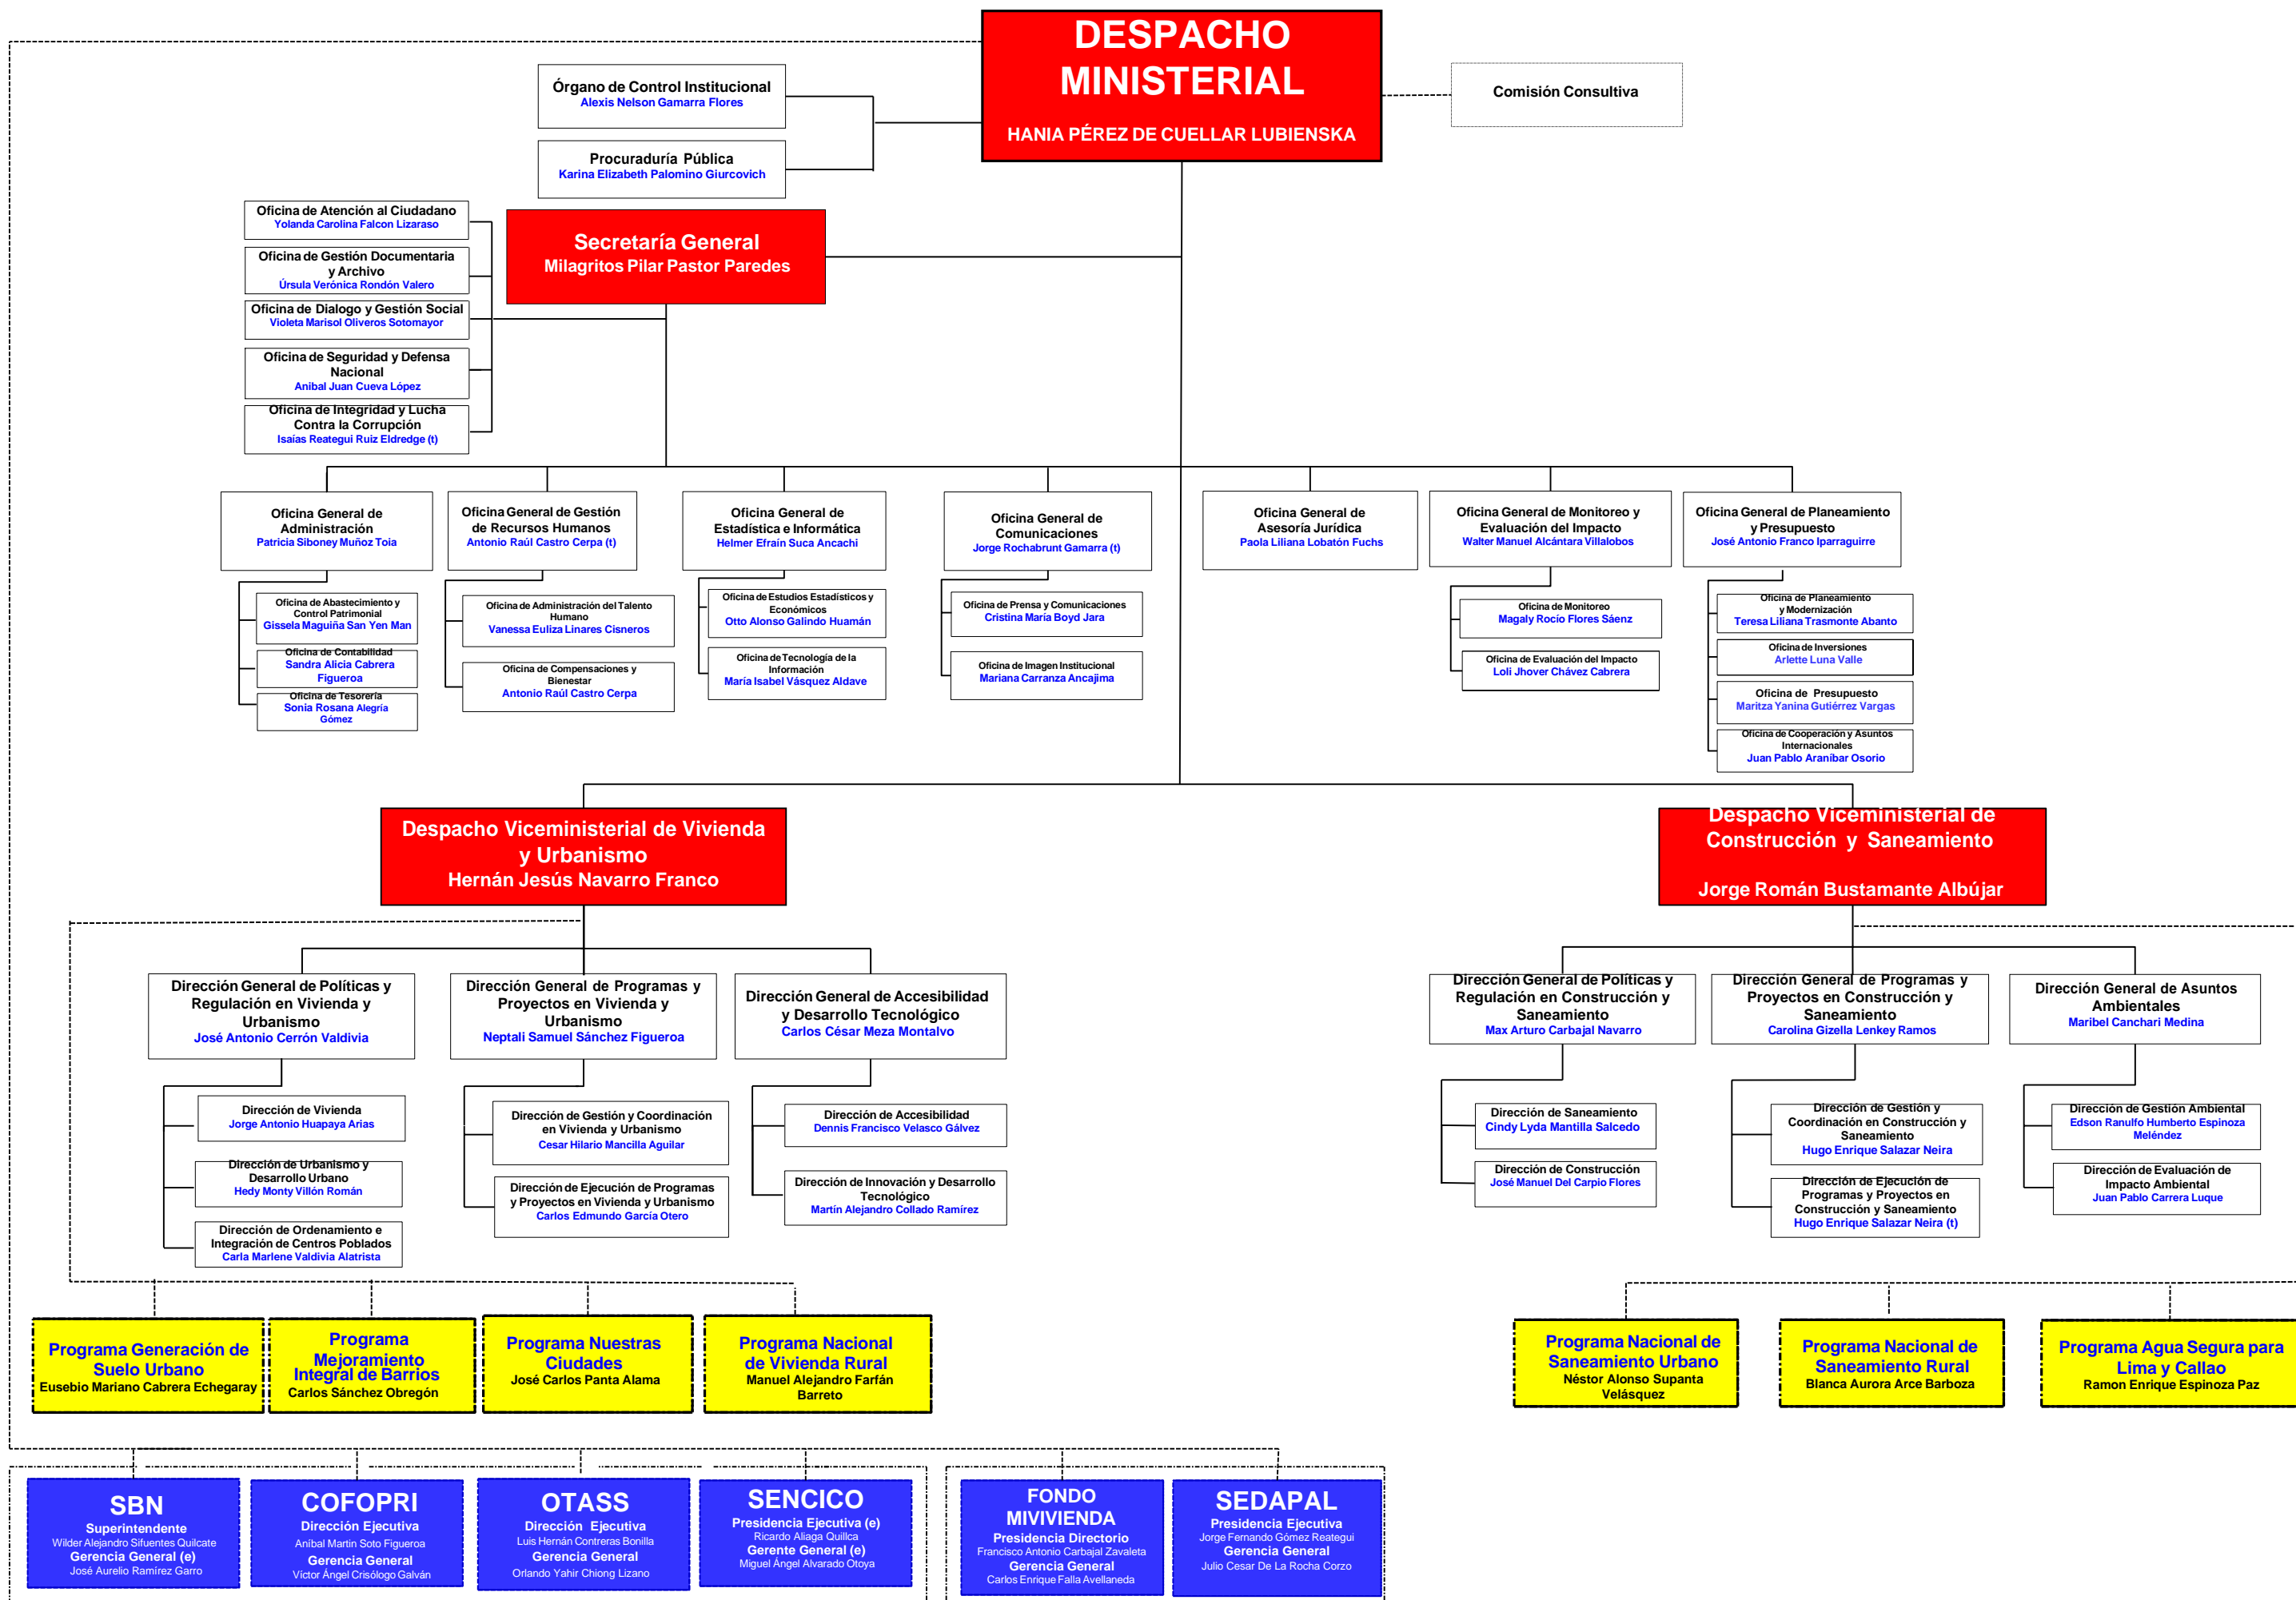 DESPACHO
MINISTERIAL
HANIA PÉREZ DE CUELLAR LUBIENSKA
Comisión Consultiva
Órgano de Control Institucional
Alexis Nelson Gamarra Flores
Procuraduría Pública
Karina Elizabeth Palomino Giurcovich
Secretaría General
Milagritos Pilar Pastor Paredes
Oficina de Atención al Ciudadano
Yolanda Carolina Falcon Lizaraso
Oficina de Gestión Documentaria
y Archivo
Úrsula Verónica Rondón Valero
Oficina de Dialogo y Gestión Social
Violeta Marisol Oliveros Sotomayor
Oficina de Seguridad y Defensa
Nacional
Anibal Juan Cueva López
Oficina de Integridad y Lucha
Contra la Corrupción
Isaías Reategui Ruiz Eldredge (t)
Oficina General de
Administración
Patricia Siboney Muñoz Toia
Oficina General de Gestión
de Recursos Humanos
Antonio Raúl Castro Cerpa (t)
Oficina General de
Estadística e Informática
Helmer Efraín Suca Ancachi
Oficina General de
Comunicaciones
Jorge Rochabrunt Gamarra (t)
Oficina General de
Asesoría Jurídica
Paola Liliana Lobatón Fuchs
Oficina General de Monitoreo y
Evaluación del Impacto
Walter Manuel Alcántara Villalobos
Oficina General de Planeamiento
y Presupuesto
José Antonio Franco Iparraguirre
Oficina de Abastecimiento y
Control Patrimonial
Gissela Maguiña San Yen Man
Oficina de Contabilidad
Sandra Alicia Cabrera
Figueroa
Oficina de Tesorería
Sonia Rosana Alegría
Gómez
Oficina de Administración del Talento
Humano
Vanessa Euliza Linares Cisneros
Oficina de Compensaciones y
Bienestar
Antonio Raúl Castro Cerpa
Oficina de Estudios Estadísticos y
Económicos
Otto Alonso Galindo Huamán
Oficina de Tecnología de la
Información
María Isabel Vásquez Aldave
Oficina de Prensa y Comunicaciones
Cristina María Boyd Jara
Oficina de Imagen Institucional
Mariana Carranza Ancajima
Oficina de Monitoreo
Magaly Rocío Flores Sáenz
Oficina de Evaluación del Impacto
Loli Jhover Chávez Cabrera
Oficina de Planeamiento
y Modernización
Teresa Liliana Trasmonte Abanto
Oficina de Inversiones
Arlette Luna Valle
Oficina de Presupuesto
Maritza Yanina Gutiérrez Vargas
Oficina de Cooperación y Asuntos
Internacionales
Juan Pablo Araníbar Osorio
Despacho Viceministerial de Vivienda
y Urbanismo
Hernán Jesús Navarro Franco
Despacho Viceministerial de
Construcción y Saneamiento
Jorge Román Bustamante Albújar
Dirección General de Políticas y
Regulación en Vivienda y
Urbanismo
José Antonio Cerrón Valdivia
Dirección General de Programas y
Proyectos en Vivienda y
Urbanismo
Neptali Samuel Sánchez Figueroa
Dirección General de Accesibilidad
y Desarrollo Tecnológico
Carlos César Meza Montalvo
Dirección General de Políticas y
Regulación en Construcción y
Saneamiento
Max Arturo Carbajal Navarro
Dirección General de Programas y
Proyectos en Construcción y
Saneamiento
Carolina Gizella Lenkey Ramos
Dirección General de Asuntos
Ambientales
Maribel Canchari Medina
Dirección de Vivienda
Jorge Antonio Huapaya Arias
Dirección de Urbanismo y
Desarrollo Urbano
Hedy Monty Villón Román
Dirección de Ordenamiento e
Integración de Centros Poblados
Carla Marlene Valdivia Alatrista
Dirección de Gestión y Coordinación
en Vivienda y Urbanismo
Cesar Hilario Mancilla Aguilar
Dirección de Ejecución de Programas
y Proyectos en Vivienda y Urbanismo
Carlos Edmundo García Otero
Dirección de Accesibilidad
Dennis Francisco Velasco Gálvez
Dirección de Innovación y Desarrollo
Tecnológico
Martín Alejandro Collado Ramírez
Dirección de Saneamiento
Cindy Lyda Mantilla Salcedo
Dirección de Construcción
José Manuel Del Carpio Flores
Dirección de Gestión y
Coordinación en Construcción y
Saneamiento
Hugo Enrique Salazar Neira
Dirección de Ejecución de
Programas y Proyectos en
Construcción y Saneamiento
Hugo Enrique Salazar Neira (t)
Dirección de Gestión Ambiental
Edson Ranulfo Humberto Espinoza
Meléndez
Dirección de Evaluación de
Impacto Ambiental
Juan Pablo Carrera Luque
Programa Generación de
Suelo Urbano
Eusebio Mariano Cabrera Echegaray
Programa
Mejoramiento
Integral de Barrios
Carlos Sánchez Obregón
Programa Nuestras
Ciudades
José Carlos Panta Alama
Programa Nacional
de Vivienda Rural
Manuel Alejandro Farfán
Barreto
Programa Nacional de
Saneamiento Urbano
Néstor Alonso Supanta
Velásquez
Programa Nacional de
Saneamiento Rural
Blanca Aurora Arce Barboza
Programa Agua Segura para
Lima y Callao
Ramon Enrique Espinoza Paz
SBN
Superintendente
Wilder Alejandro Sifuentes Quilcate
Gerencia General (e)
José Aurelio Ramírez Garro
COFOPRI
Dirección Ejecutiva
Aníbal Martin Soto Figueroa
Gerencia General
Víctor Ángel Crisólogo Galván
OTASS
Dirección Ejecutiva
Luis Hernán Contreras Bonilla
Gerencia General
Orlando Yahir Chiong Lizano
SENCICO
Presidencia Ejecutiva (e)
Ricardo Aliaga Quillca
Gerente General (e)
Miguel Ángel Alvarado Otoya
FONDO
MIVIVIENDA
Presidencia Directorio
Francisco Antonio Carbajal Zavaleta
Gerencia General
Carlos Enrique Falla Avellaneda
SEDAPAL
Presidencia Ejecutiva
Jorge Fernando Gómez Reategui
Gerencia General
Julio Cesar De La Rocha Corzo